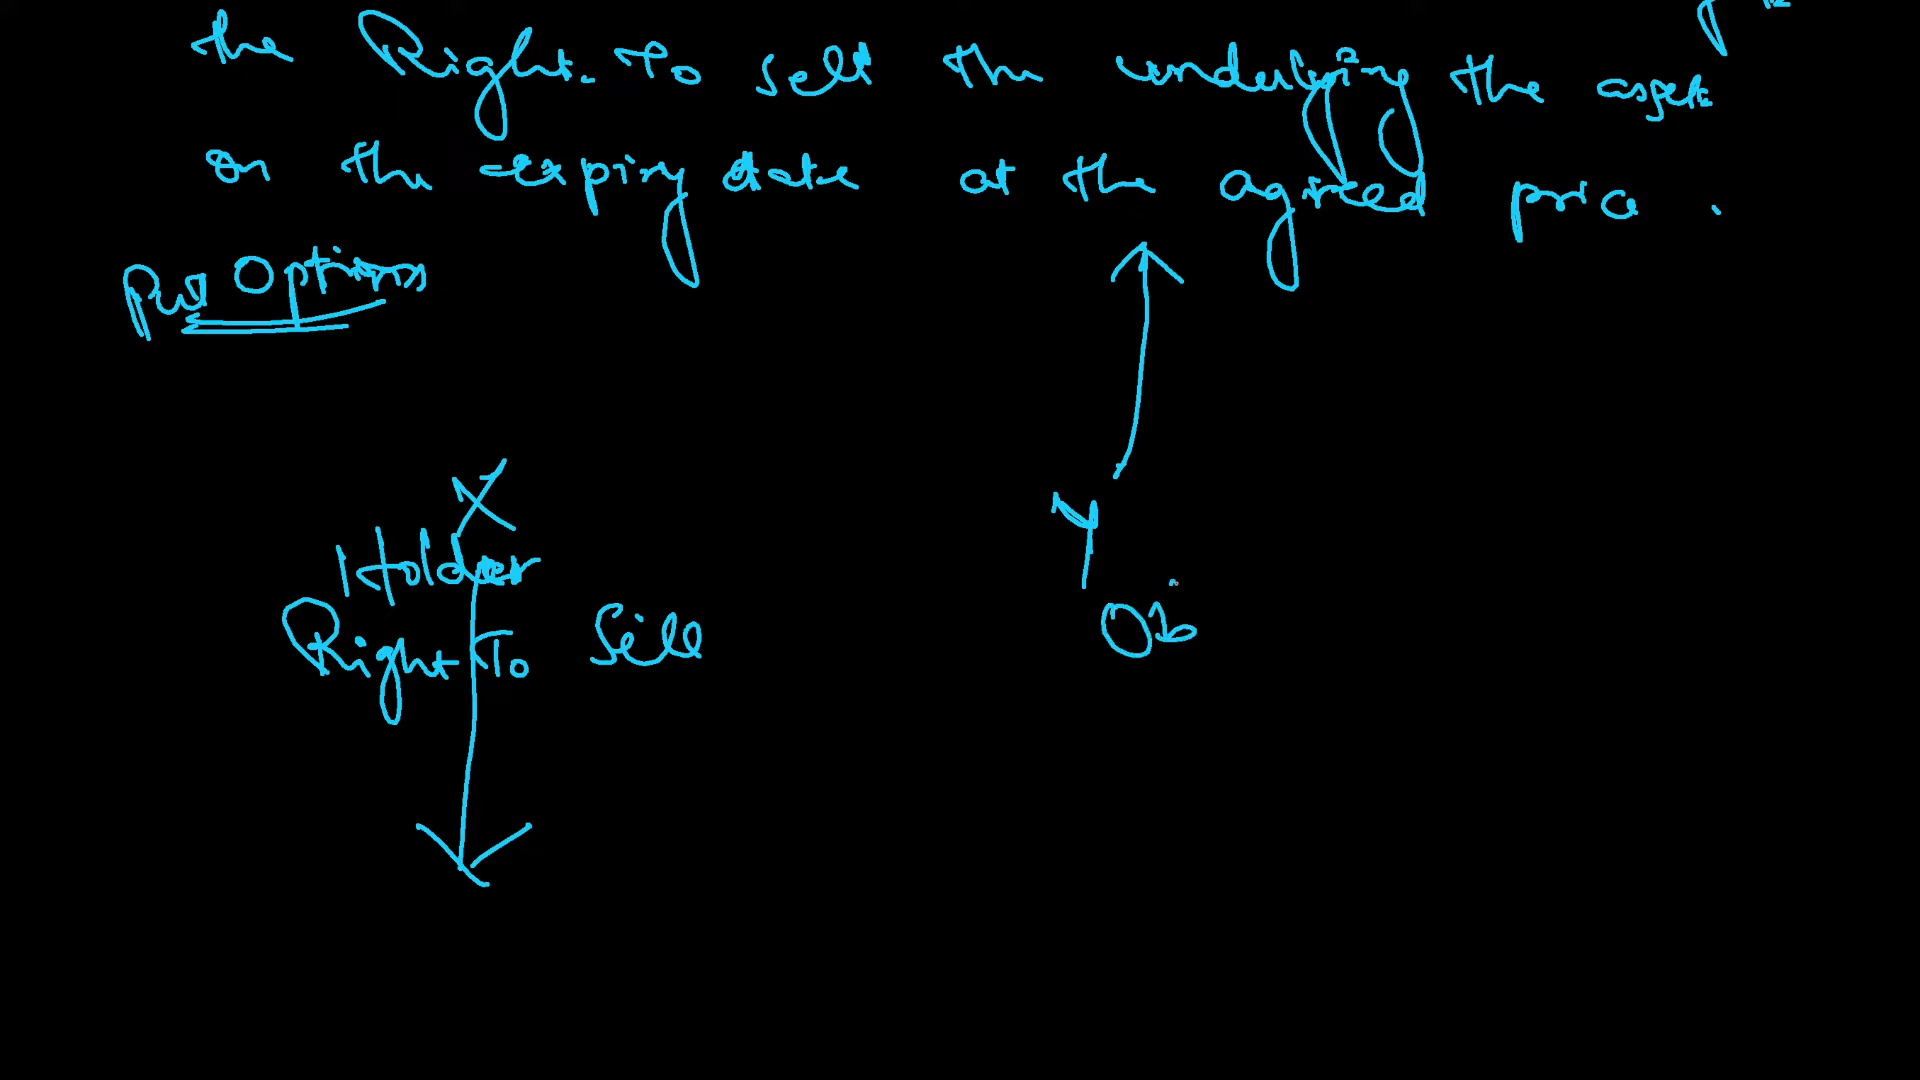 the Right. To sell the underlying the asset
on the expiry date at the agreed price .
Put Options
X
Y
Holder
Right To Sell
Ob